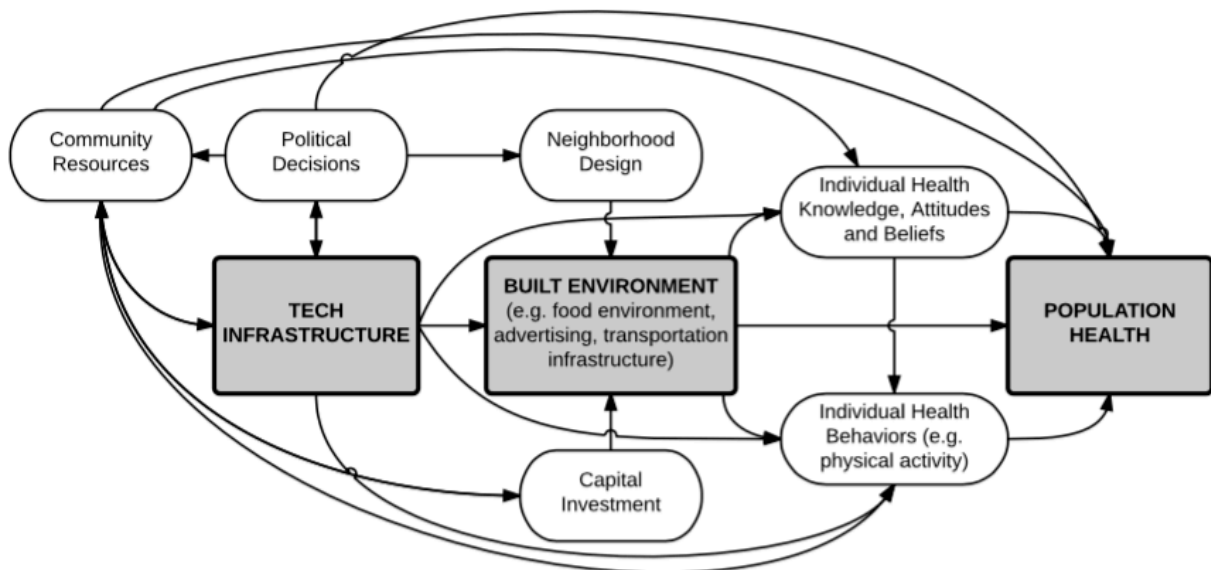 Community
Resources
Political
Decisions
Neighborhood
Design
Individual Health
Knowledge, Attitudes
and Beliefs
TECH
INFRASTRUCTURE
BUILT ENVIRONMENT
(e.g. food environment,
advertising, transportation
infrastructure)
POPULATION
HEALTH
Individual Health
Behaviors (e.g.
physical activity)
Capital
Investment